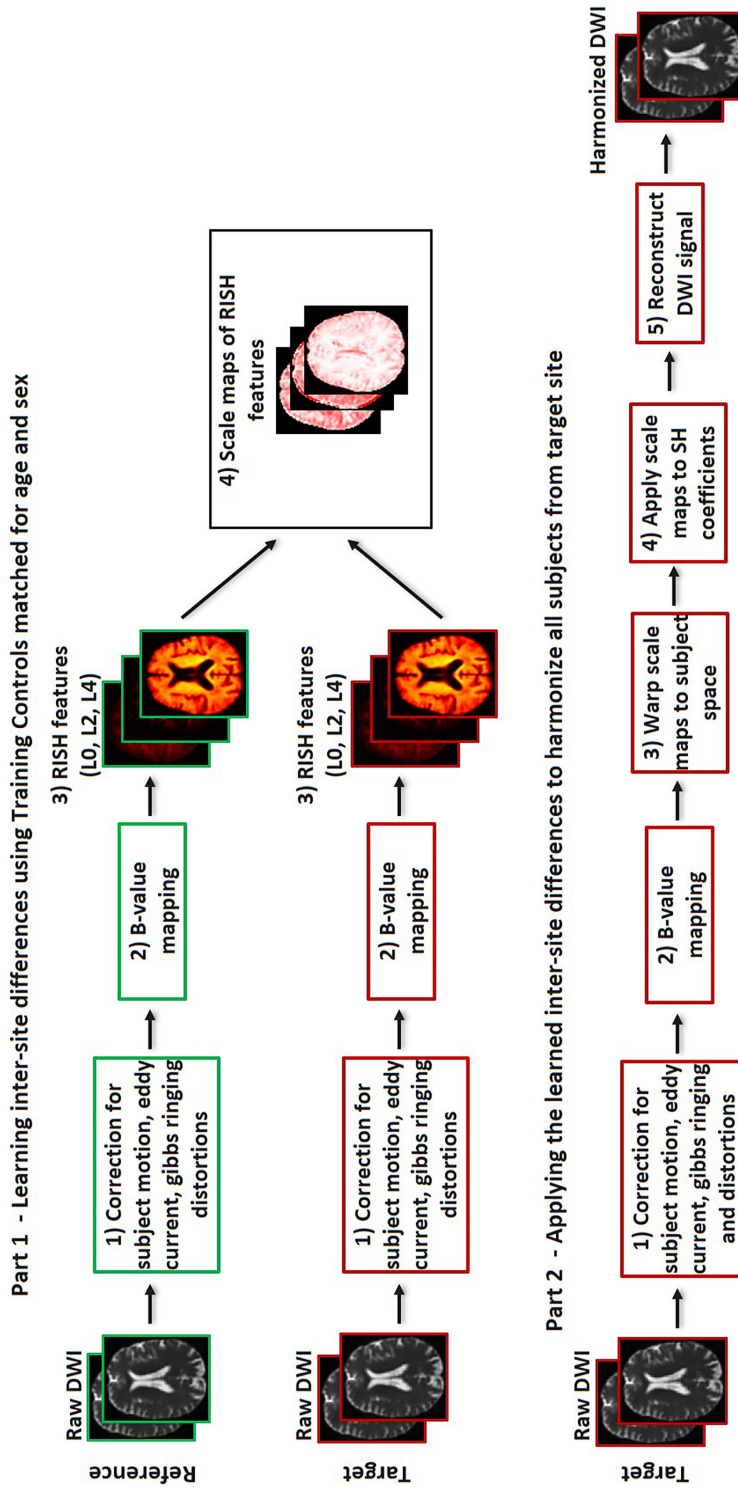 Part 1 - Learning inter-site differences using Training Controls matched for age and sex
Reference
Raw DWI
1) Correction for
subject motion, eddy
current, gibbs ringing
distortions
2) B-value
mapping
3) RISH features
(L0, L2, L4)
Target
Raw DWI
1) Correction for
subject motion, eddy
current, gibbs ringing
distortions
2) B-value
mapping
3) RISH features
(L0, L2, L4)
4) Scale maps of RISH
features
Part 2 - Applying the learned inter-site differences to harmonize all subjects from target site
Target
Raw DWI
1) Correction for
subject motion, eddy
current, gibbs ringing
and distortions
2) B-value
mapping
3) Warp scale
maps to subject
space
4) Apply scale
maps to SH
coefficients
5) Reconstruct
DWI signal
Harmonized DWI